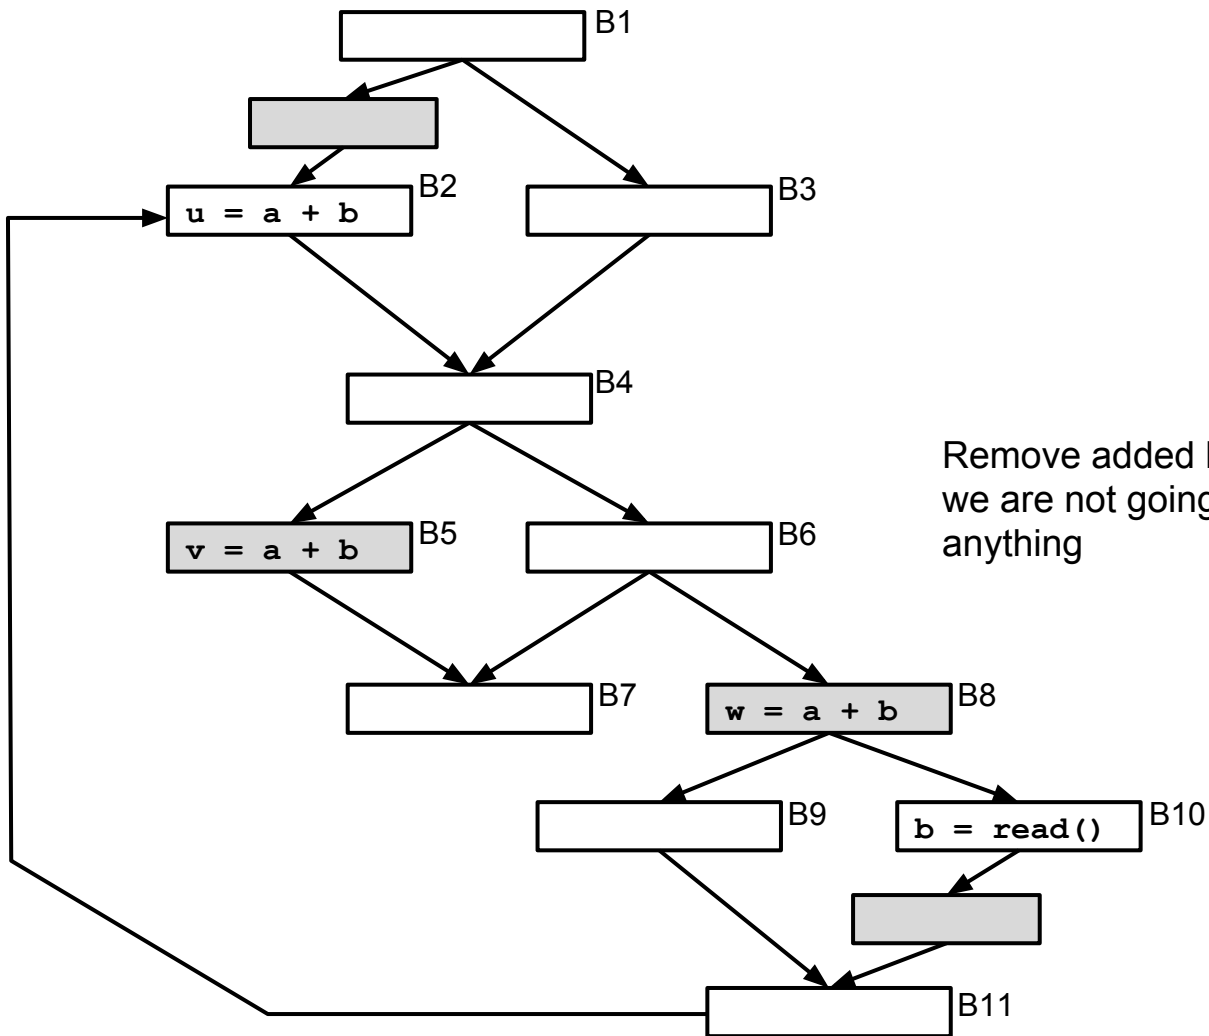 B1
B2
u = a + b
B3
B4
Remove added
we are not going
anything
B5
v = a + b
B6
B7
B8
w = a + b
B9
B10
b = read()
B11